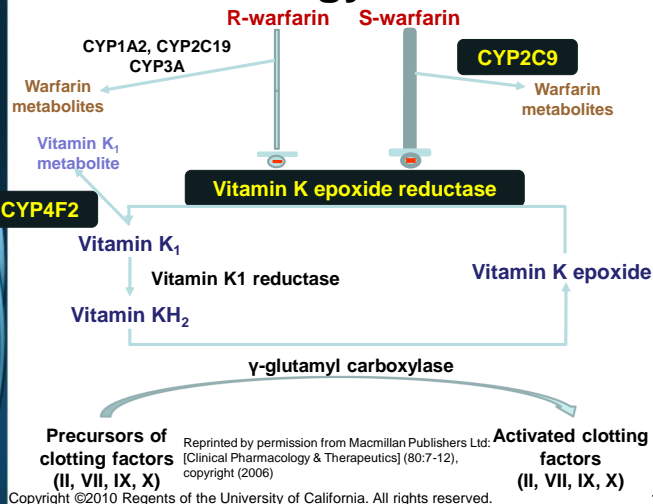 R-warfarin S-warfarin
CYP1A2, CYP2C19
CYP3A
CYP2C9
Warfarin
metabolites
Warfarin
metabolites
Vitamin K₁
metabolite
Vitamin K epoxide reductase
CYP4F2
Vitamin K₁
Vitamin K1 reductase
Vitamin K epoxide
Vitamin KH₂
γ-glutamyl carboxylase
Precursors of
clotting factors
(II, VII, IX, X)
Reprinted by permission from Macmillan Publishers Ltd:
[Clinical Pharmacology & Therapeutics] (80:7-12),
copyright (2006)
Activated clotting
factors
(II, VII, IX, X)
Copyright ©2010 Regents of the University of California. All rights reserved.